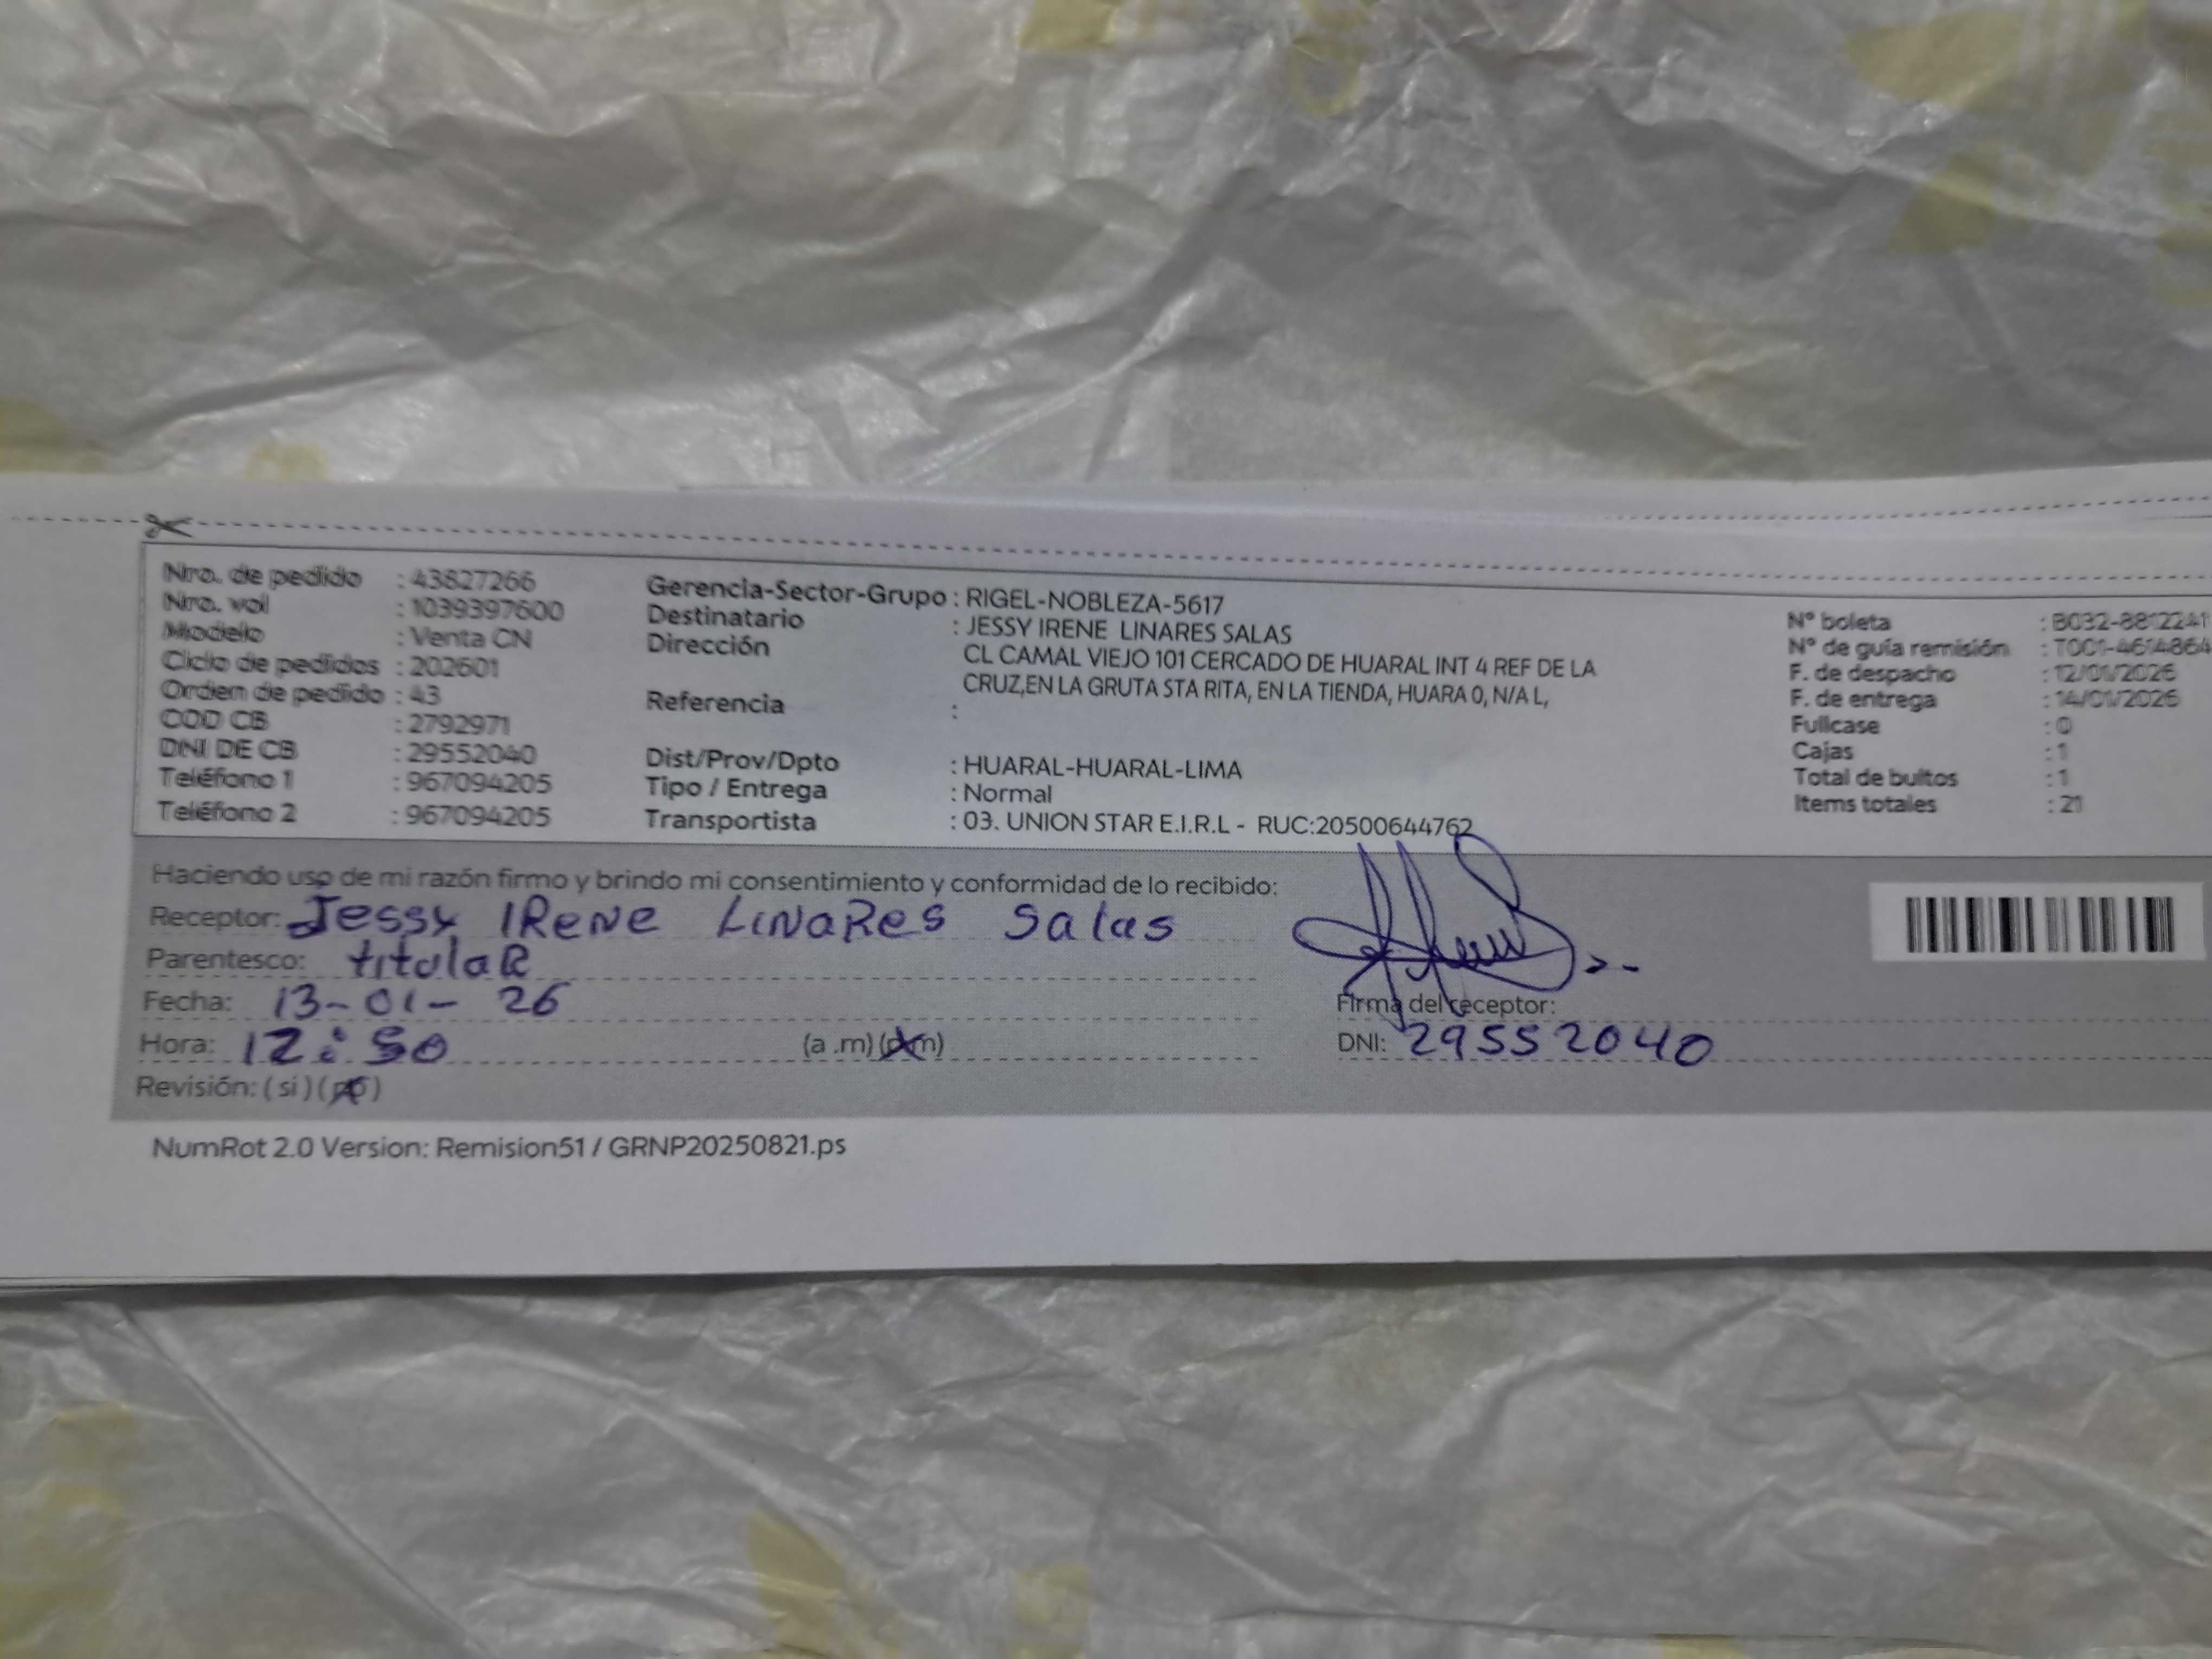 Nro. de pedido : 43827266
Nro. vol : 1039397600
Modelo : Venta CN
Ciclo de pedidos : 202601
Orden de pedido : 43
COD CB : 2792971
DNI DE CB : 29552040
Teléfono 1 : 967094205
Teléfono 2 : 967094205
Gerencia-Sector-Grupo : RIGEL-NOBLEZA-5617
Destinatario : JESSY IRENE LINARES SALAS
Dirección CL CAMAL VIEJO 101 CERCADO DE HUARAL INT 4 REF DE LA
CRUZ,EN LA GRUTA STA RITA, EN LA TIENDA, HUARA 0, N/A L,
Referencia :
Dist/Prov/Dpto : HUARAL-HUARAL-LIMA
Tipo / Entrega : Normal
Transportista : 03. UNION STAR E.I.R.L - RUC:20500644762
N° boleta : B032-8812241
N° de guía remisión : T001-4614864
F. de despacho : 12/01/2026
F. de entrega : 14/01/2026
Fullcase : 0
Cajas : 1
Total de bultos : 1
Items totales : 21
Haciendo uso de mi razón firmo y brindo mi consentimiento y conformidad de lo recibido:
Receptor: Jessy IRene LinaRes Salas
Parentesco: titulaR
Fecha: 13-01-26
Hora: 12:50 (a .m) (p.m)
Revisión: ( si ) ( no )
Firma del receptor:
DNI: 29552040
NumRot 2.0 Version: Remision51 / GRNP20250821.ps